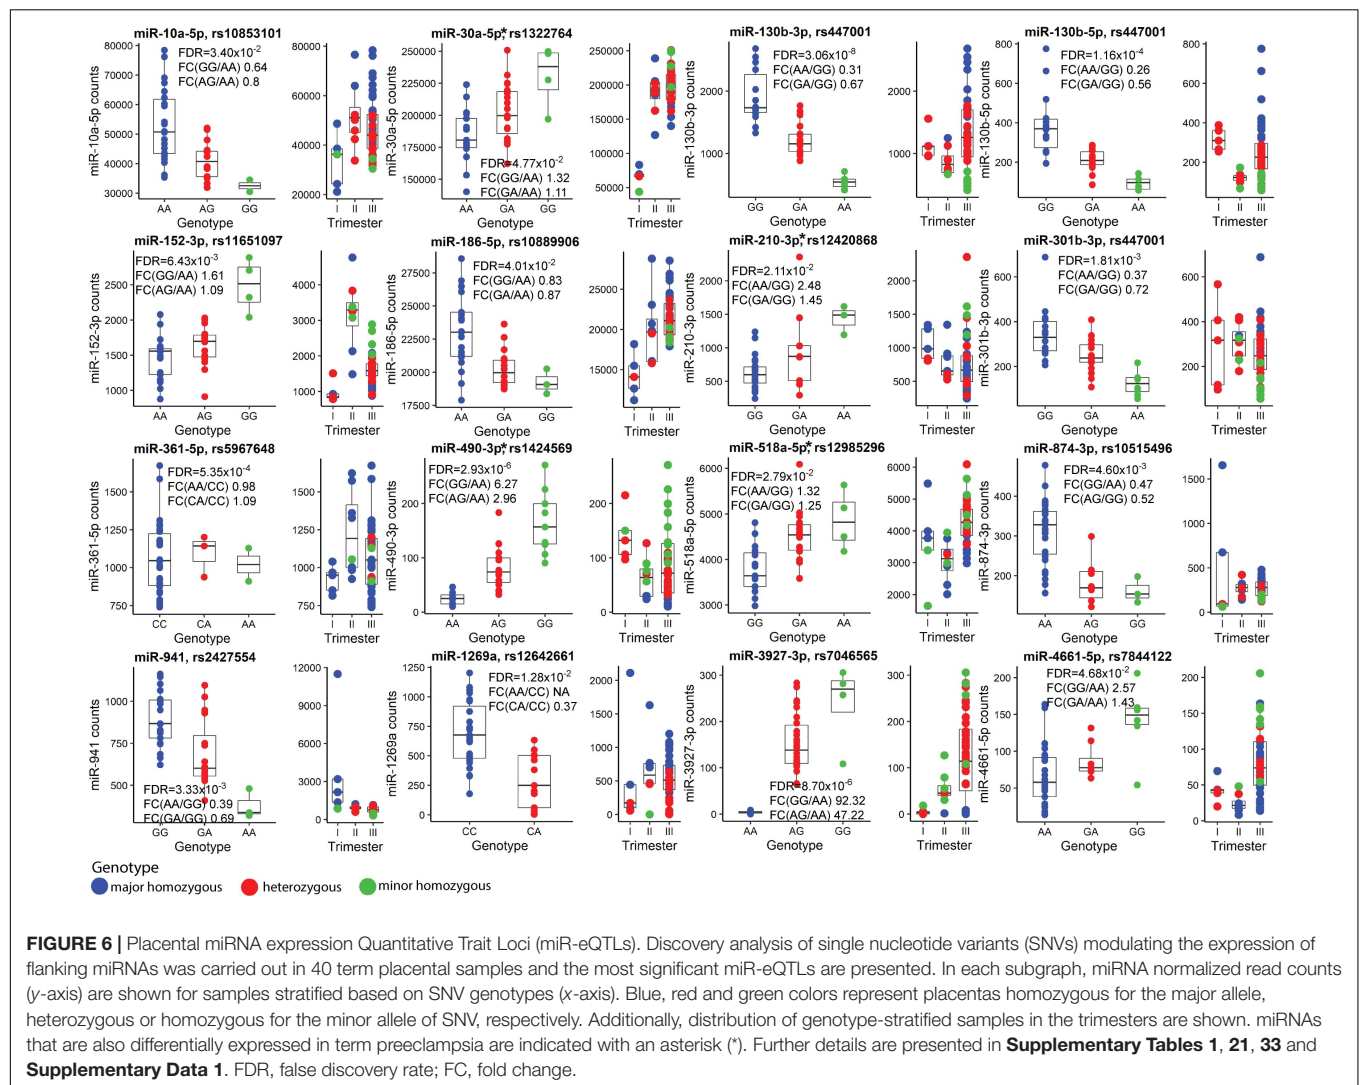 miR-10a-5p, rs10853101
FDR=3.40x10-2
FC(GG/AA) 0.64
FC(AG/AA) 0.8
miR-10a-5p counts
80000
70000
60000
50000
40000
30000
AA AG GG
Genotype
80000
60000
40000
20000
I II III
Trimester
miR-30a-5p,* rs1322764
FDR=4.77x10-2
FC(GG/AA) 1.32
FC(GA/AA) 1.11
miR-30a-5p counts
250000
225000
200000
175000
150000
AA GA GG
Genotype
250000
200000
150000
100000
50000
I II III
Trimester
miR-130b-3p, rs447001
FDR=3.06x10-8
FC(AA/GG) 0.31
FC(GA/GG) 0.67
miR-130b-3p counts
2000
1000
GG GA AA
Genotype
2000
1000
I II III
Trimester
miR-130b-5p, rs447001
FDR=1.16x10-4
FC(AA/GG) 0.26
FC(GA/GG) 0.56
miR-130b-5p counts
800
600
400
200
GG GA AA
Genotype
800
600
400
200
I II III
Trimester
miR-152-3p, rs11651097
FDR=6.43x10-3
FC(GG/AA) 1.61
FC(AG/AA) 1.09
miR-152-3p counts
2500
2000
1500
1000
AA AG GG
Genotype
4000
3000
2000
1000
I II III
Trimester
miR-186-5p, rs10889906
FDR=4.01x10-2
FC(GG/AA) 0.83
FC(GA/AA) 0.87
miR-186-5p counts
27500
25000
22500
20000
17500
AA GA GG
Genotype
25000
20000
15000
I II III
Trimester
miR-210-3p,* rs12420868
FDR=2.11x10-2
FC(AA/GG) 2.48
FC(GA/GG) 1.45
miR-210-3p counts
2000
1500
1000
500
GG GA AA
Genotype
2000
1500
1000
500
I II III
Trimester
miR-301b-3p, rs447001
FDR=1.81x10-3
FC(AA/GG) 0.37
FC(GA/GG) 0.72
miR-301b-3p counts
600
400
200
GG GA AA
Genotype
600
400
200
I II III
Trimester
miR-361-5p, rs5967648
FDR=5.35x10-4
FC(AA/CC) 0.98
FC(CA/CC) 1.09
miR-361-5p counts
1500
1250
1000
750
CC CA AA
Genotype
1500
1250
1000
750
I II III
Trimester
miR-490-3p,* rs1424569
FDR=2.93x10-6
FC(GG/AA) 6.27
FC(AG/AA) 2.96
miR-490-3p counts
200
100
0
AA AG GG
Genotype
200
100
0
I II III
Trimester
miR-518a-5p,* rs12985296
FDR=2.79x10-2
FC(AA/GG) 1.32
FC(GA/GG) 1.25
miR-518a-5p counts
6000
5000
4000
3000
GG GA AA
Genotype
6000
5000
4000
3000
2000
I II III
Trimester
miR-874-3p, rs10515496
FDR=4.60x10-3
FC(GG/AA) 0.47
FC(AG/GG) 0.52
miR-874-3p counts
400
300
200
AA AG GG
Genotype
1500
1000
500
0
I II III
Trimester
miR-941, rs2427554
FDR=3.33x10-3
FC(AA/GG) 0.39
FC(GA/GG) 0.69
miR-941 counts
1000
750
500
GG GA AA
Genotype
12000
9000
6000
3000
0
I II III
Trimester
miR-1269a, rs12642661
FDR=1.28x10-2
FC(AA/CC) NA
FC(CA/CC) 0.37
miR-1269a counts
1250
1000
750
500
250
0
CC CA
Genotype
2000
1500
1000
500
0
I II III
Trimester
miR-3927-3p, rs7046565
FDR=8.70x10-6
FC(GG/AA) 92.32
FC(AG/AA) 47.22
miR-3927-3p counts
300
200
100
0
AA AG GG
Genotype
300
200
100
0
I II III
Trimester
miR-4661-5p, rs7844122
FDR=4.68x10-2
FC(GG/AA) 2.57
FC(GA/AA) 1.43
miR-4661-5p counts
200
150
100
50
0
AA GA GG
Genotype
200
150
100
50
0
I II III
Trimester
Genotype
major homozygous heterozygous minor homozygous
FIGURE 6 | Placental miRNA expression Quantitative Trait Loci (miR-eQTLs). Discovery analysis of single nucleotide variants (SNVs) modulating the expression of
flanking miRNAs was carried out in 40 term placental samples and the most significant miR-eQTLs are presented. In each subgraph, miRNA normalized read counts
(y-axis) are shown for samples stratified based on SNV genotypes (x-axis). Blue, red and green colors represent placentas homozygous for the major allele,
heterozygous or homozygous for the minor allele of SNV, respectively. Additionally, distribution of genotype-stratified samples in the trimesters are shown. miRNAs
that are also differentially expressed in term preeclampsia are indicated with an asterisk (*). Further details are presented in Supplementary Tables 1, 21, 33 and
Supplementary Data 1. FDR, false discovery rate; FC, fold change.